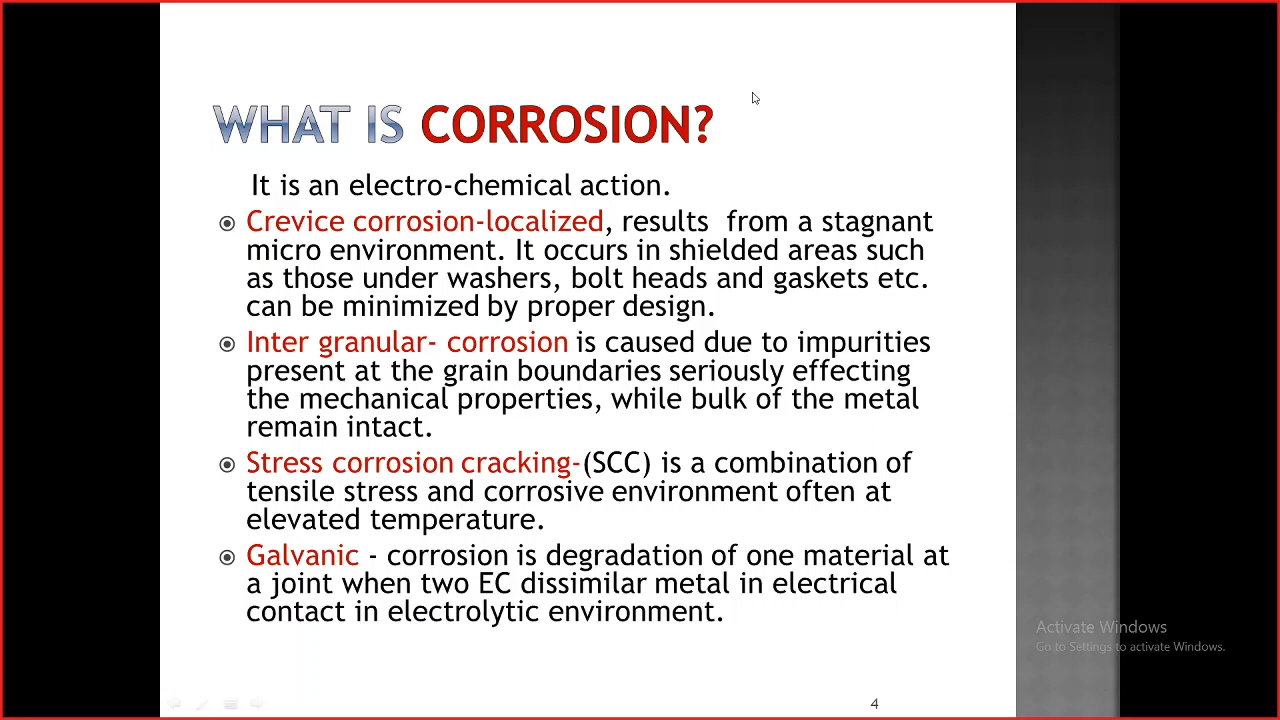 WHAT IS CORROSION?
It is an electro-chemical action.
Crevice corrosion-localized, results from a stagnant
micro environment. It occurs in shielded areas such
as those under washers, bolt heads and gaskets etc.
can be minimized by proper design.
Inter granular- corrosion is caused due to impurities
present at the grain boundaries seriously effecting
the mechanical properties, while bulk of the metal
remain intact.
Stress corrosion cracking-(SCC) is a combination of
tensile stress and corrosive environment often at
elevated temperature.
Galvanic - corrosion is degradation of one material at
a joint when two EC dissimilar metal in electrical
contact in electrolytic environment.
Activate Windows
Go to Settings to activate Windows.
4